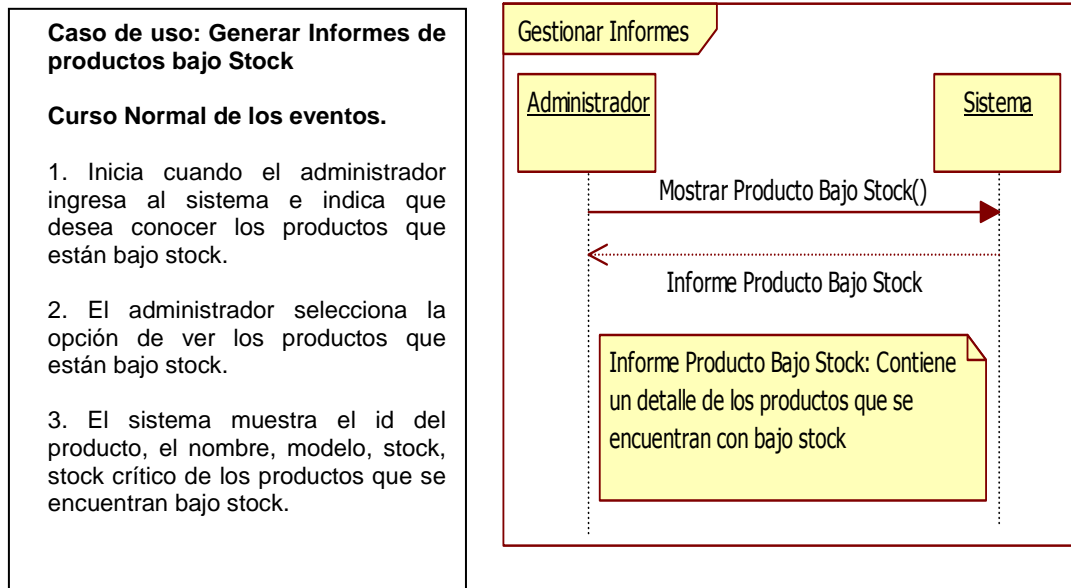 Caso de uso: Generar Informes de
productos bajo Stock
Curso Normal de los eventos.
1. Inicia cuando el administrador
ingresa al sistema e indica que
desea conocer los productos que
están bajo stock.
2. El administrador selecciona la
opción de ver los productos que
están bajo stock.
3. El sistema muestra el id del
producto, el nombre, modelo, stock,
stock crítico de los productos que se
encuentran bajo stock.
Gestionar Informes
Administrador
Sistema
Mostrar Producto Bajo Stock()
Informe Producto Bajo Stock
Informe Producto Bajo Stock: Contiene
un detalle de los productos que se
encuentran con bajo stock